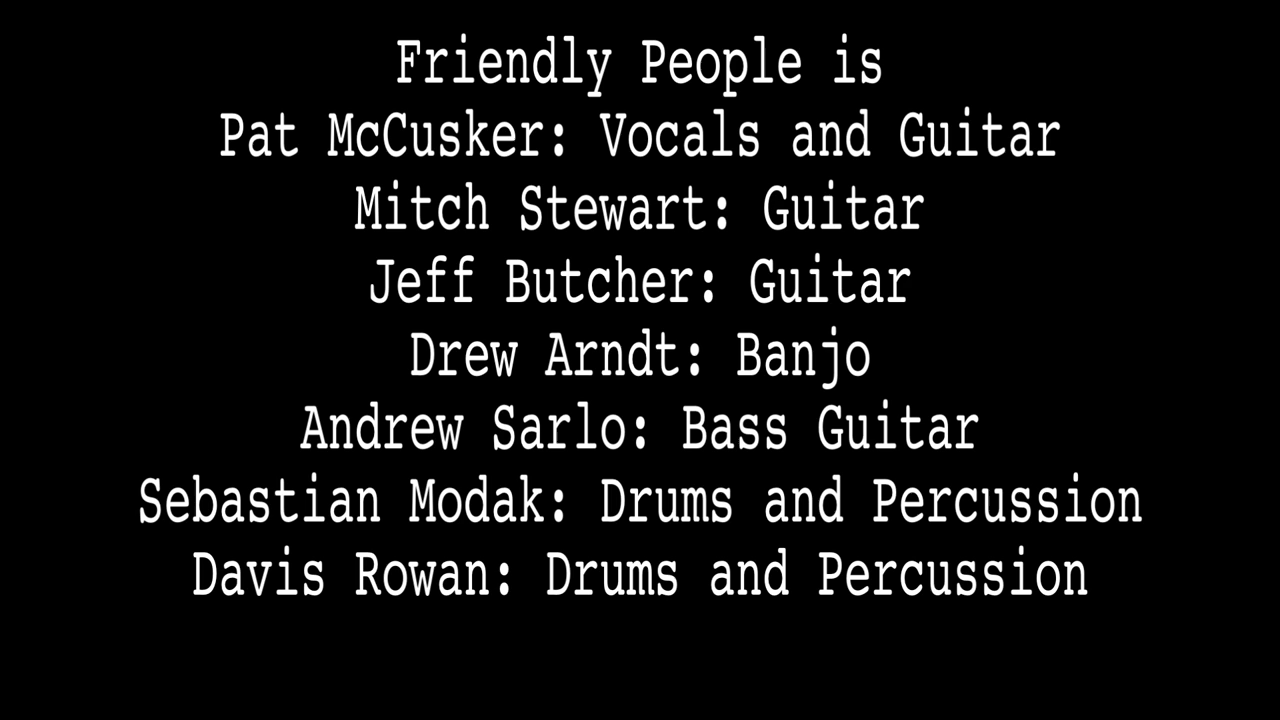 Friendly People is
Pat McCusker: Vocals and Guitar
Mitch Stewart: Guitar
Jeff Butcher: Guitar
Drew Arndt: Banjo
Andrew Sarlo: Bass Guitar
Sebastian Modak: Drums and Percussion
Davis Rowan: Drums and Percussion